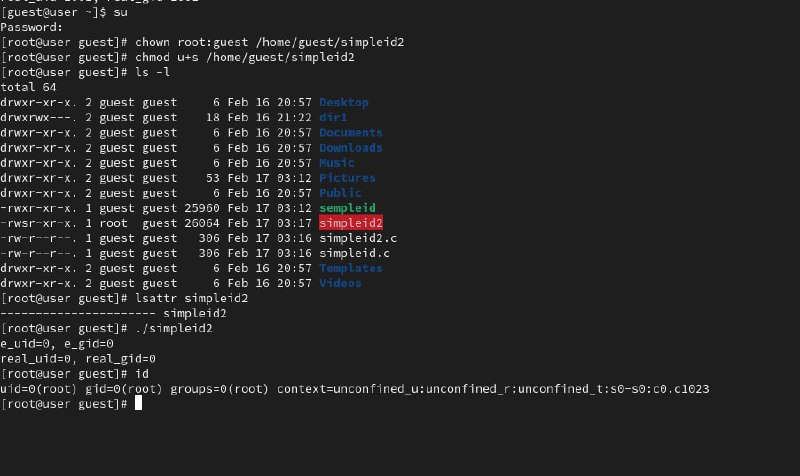 [guest@user ~]$ su
Password:
[root@user guest]# chown root:guest /home/guest/simpleid2
[root@user guest]# chmod u+s /home/guest/simpleid2
[root@user guest]# ls -l
total 64
drwxr-xr-x. 2 guest guest     6 Feb 16 20:57 Desktop
drwxrwx---. 2 guest guest    18 Feb 16 21:22 dir1
drwxr-xr-x. 2 guest guest     6 Feb 16 20:57 Documents
drwxr-xr-x. 2 guest guest     6 Feb 16 20:57 Downloads
drwxr-xr-x. 2 guest guest     6 Feb 16 20:57 Music
drwxr-xr-x. 2 guest guest    53 Feb 17 03:12 Pictures
drwxr-xr-x. 2 guest guest     6 Feb 16 20:57 Public
-rwxr-xr-x. 1 guest guest 25960 Feb 17 03:12 sempleid
-rwsr-xr-x. 1 root  guest 26064 Feb 17 03:17 simpleid2
-rw-r--r--. 1 guest guest   306 Feb 17 03:16 simpleid2.c
-rw-r--r--. 1 guest guest   306 Feb 17 03:16 simpleid.c
drwxr-xr-x. 2 guest guest     6 Feb 16 20:57 Templates
drwxr-xr-x. 2 guest guest     6 Feb 16 20:57 Videos
[root@user guest]# lsattr simpleid2
---------------------- simpleid2
[root@user guest]# ./simpleid2
e_uid=0, e_gid=0
real_uid=0, real_gid=0
[root@user guest]# id
uid=0(root) gid=0(root) groups=0(root) context=unconfined_u:unconfined_r:unconfined_t:s0-s0:c0.c1023
[root@user guest]#